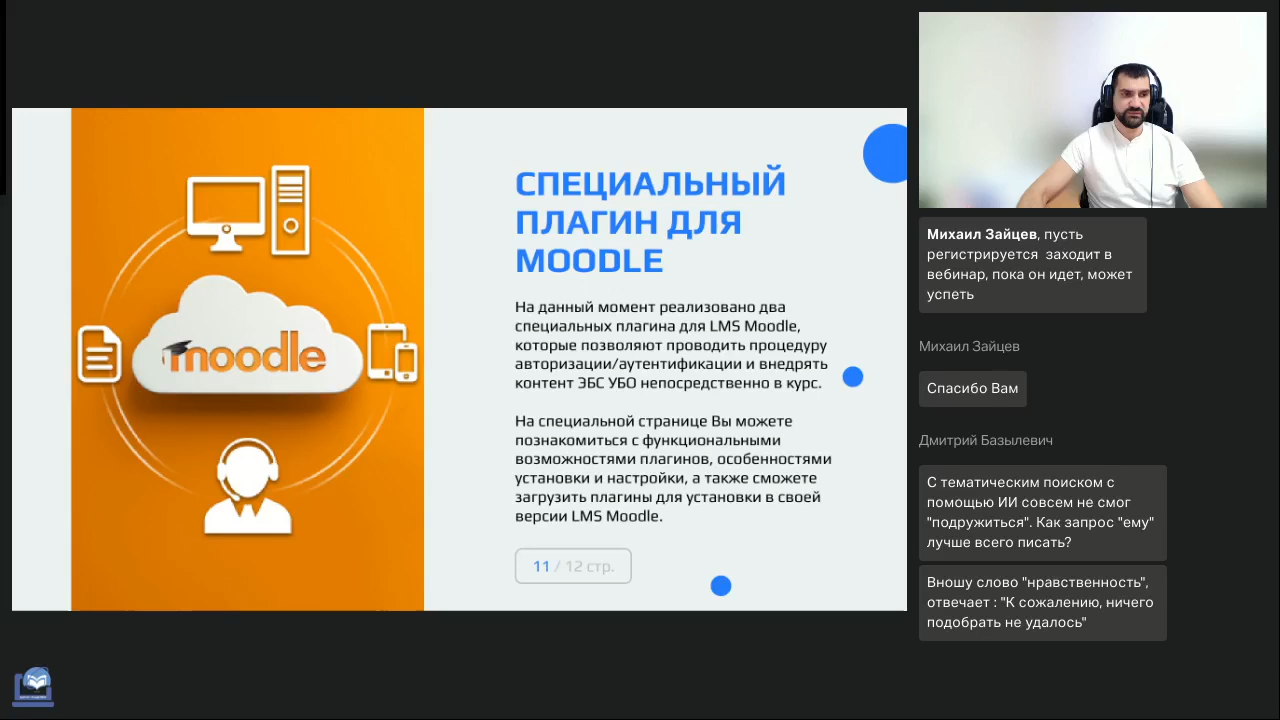 moodle
СПЕЦИАЛЬНЫЙ
ПЛАГИН ДЛЯ
MOODLE
На данный момент реализовано два
специальных плагина для LMS Moodle,
которые позволяют проводить процедуру
авторизации/аутентификации и внедрять
контент ЭБС УБО непосредственно в курс.
На специальной странице Вы можете
познакомиться с функциональными
возможностями плагинов, особенностями
установки и настройки, а также сможете
загрузить плагины для установки в своей
версии LMS Moodle.
11 / 12 стр.
Михаил Зайцев, пусть
регистрируется заходит в
вебинар, пока он идет, может
успеть
Михаил Зайцев
Спасибо Вам
Дмитрий Базылевич
С тематическим поиском с
помощью ИИ совсем не смог
"подружиться". Как запрос "ему"
лучше всего писать?
Вношу слово "нравственность",
отвечает : "К сожалению, ничего
подобрать не удалось"